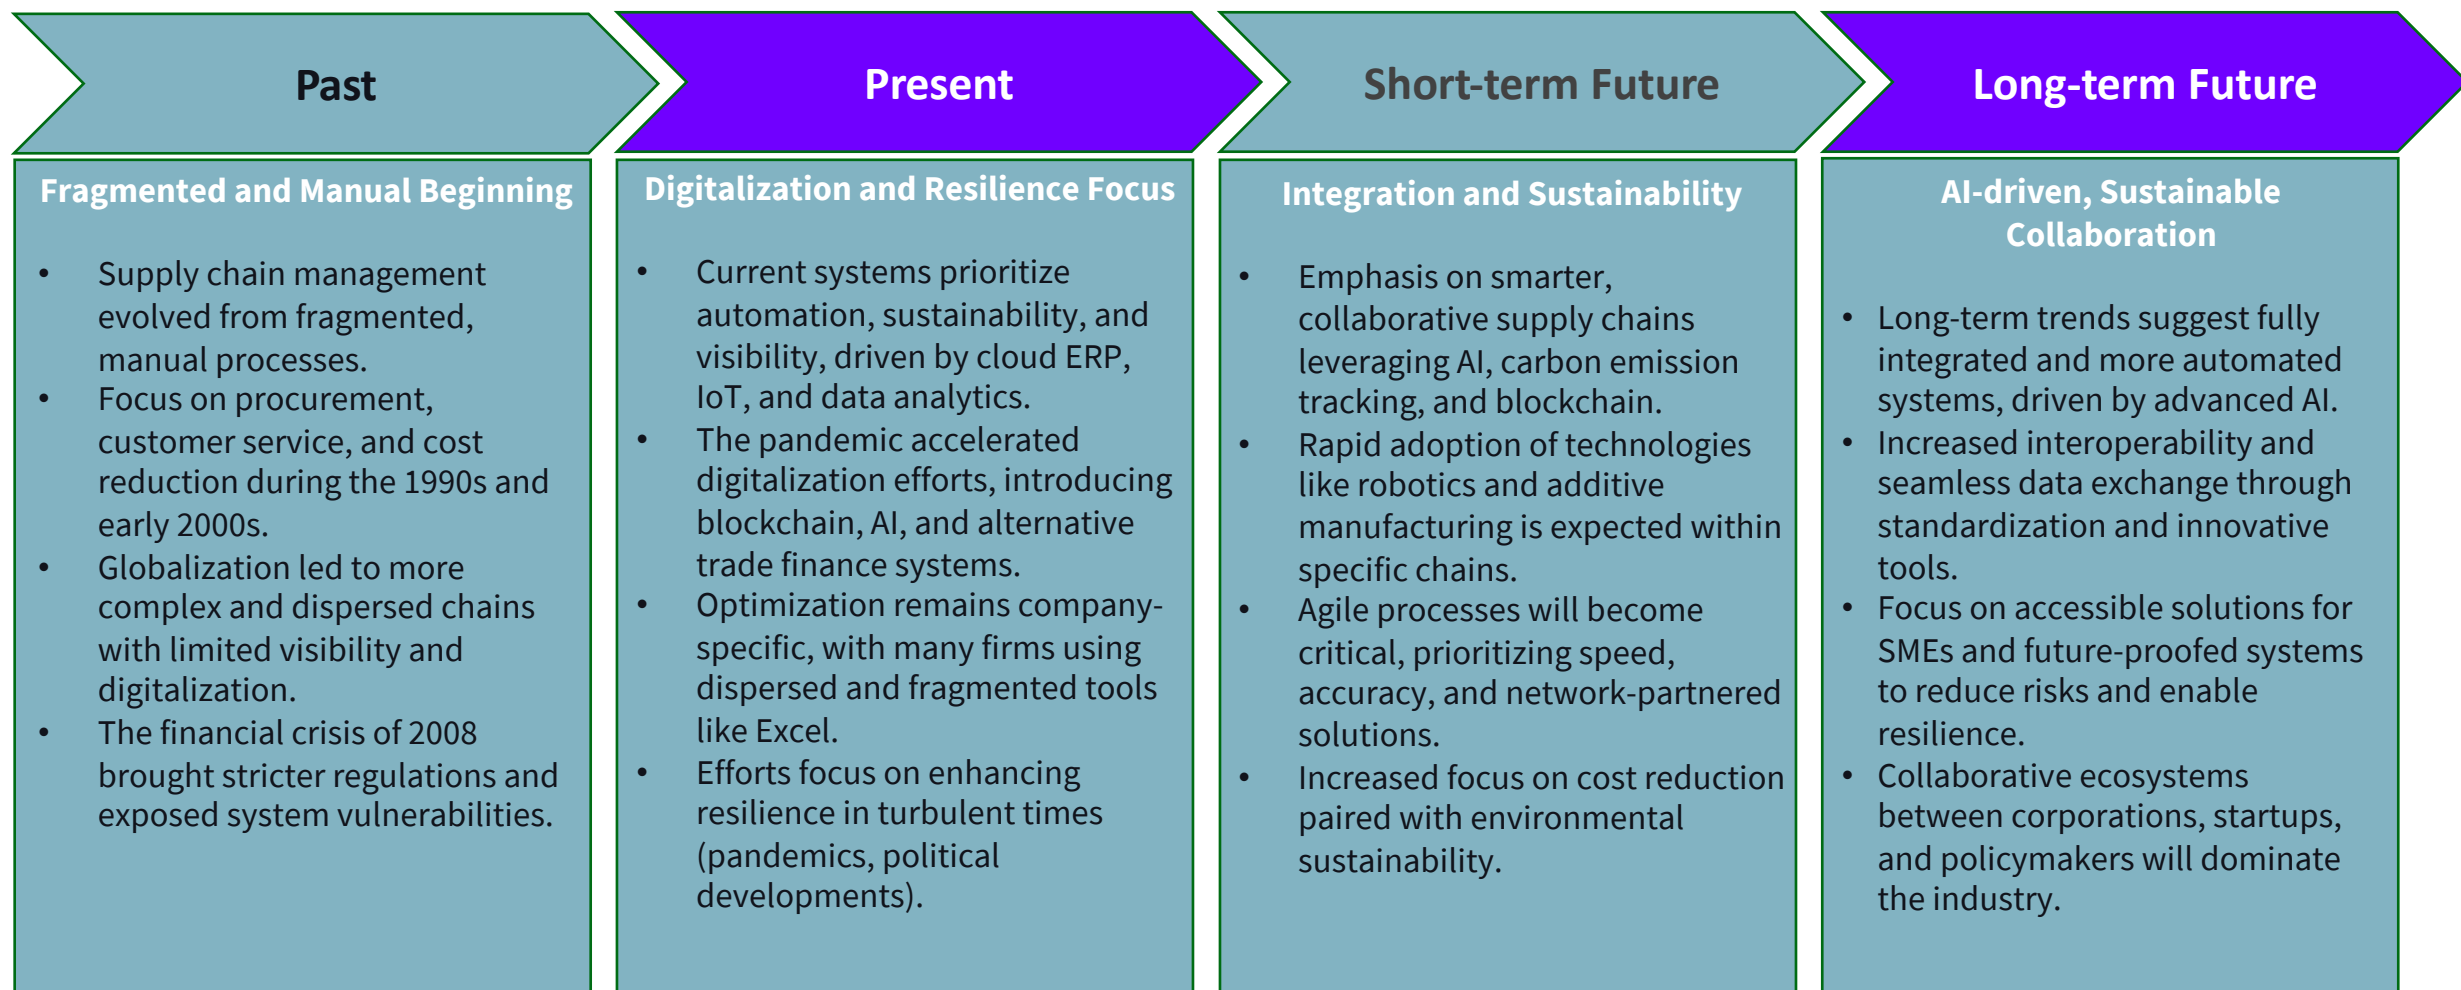 Past
Fragmented and Manual Beginning
• Supply chain management
evolved from fragmented,
manual processes.
• Focus on procurement,
customer service, and cost
reduction during the 1990s and
early 2000s.
• Globalization led to more
complex and dispersed chains
with limited visibility and
digitalization.
• The financial crisis of 2008
brought stricter regulations and
exposed system vulnerabilities.
Present
Digitalization and Resilience Focus
• Current systems prioritize
automation, sustainability, and
visibility, driven by cloud ERP,
IoT, and data analytics.
• The pandemic accelerated
digitalization efforts, introducing
blockchain, AI, and alternative
trade finance systems.
• Optimization remains company-
specific, with many firms using
dispersed and fragmented tools
like Excel.
• Efforts focus on enhancing
resilience in turbulent times
(pandemics, political
developments).
Short-term Future
Integration and Sustainability
• Emphasis on smarter,
collaborative supply chains
leveraging AI, carbon emission
tracking, and blockchain.
• Rapid adoption of technologies
like robotics and additive
manufacturing is expected within
specific chains.
• Agile processes will become
critical, prioritizing speed,
accuracy, and network-partnered
solutions.
• Increased focus on cost reduction
paired with environmental
sustainability.
Long-term Future
AI-driven, Sustainable
Collaboration
• Long-term trends suggest fully
integrated and more automated
systems, driven by advanced AI.
• Increased interoperability and
seamless data exchange through
standardization and innovative
tools.
• Focus on accessible solutions for
SMEs and future-proofed systems
to reduce risks and enable
resilience.
• Collaborative ecosystems
between corporations, startups,
and policymakers will dominate
the industry.